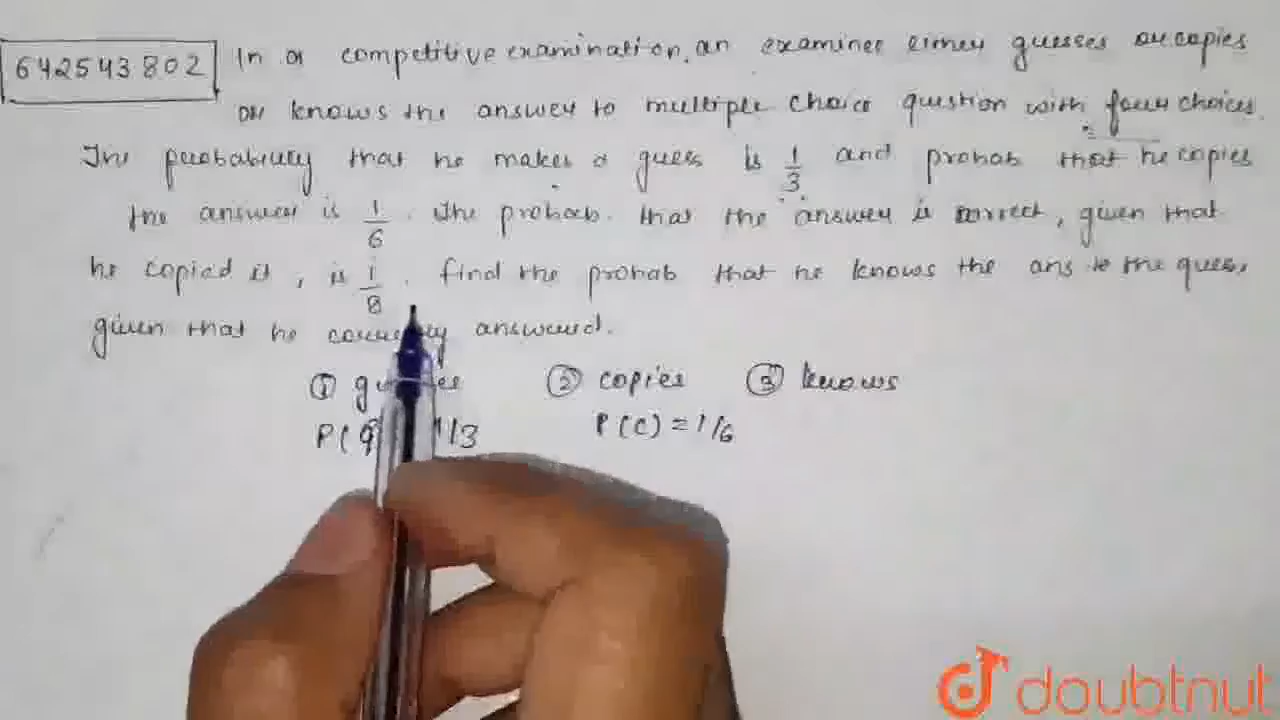 642543802
In a competitive examination, an examinee either guesses or copies
or knows the answer to multiple choice question with four choices.
The probability that he makes a guess is 1/3 and probab that he copies
the answer is 1/6. The probab. that the answer is correct, given that
he copied it, is 1/8. find the probab that he knows the ans to the ques,
given that he answered.
① ② copies ③ knows
P(g 1/3 P(C) = 1/6
doubtnut